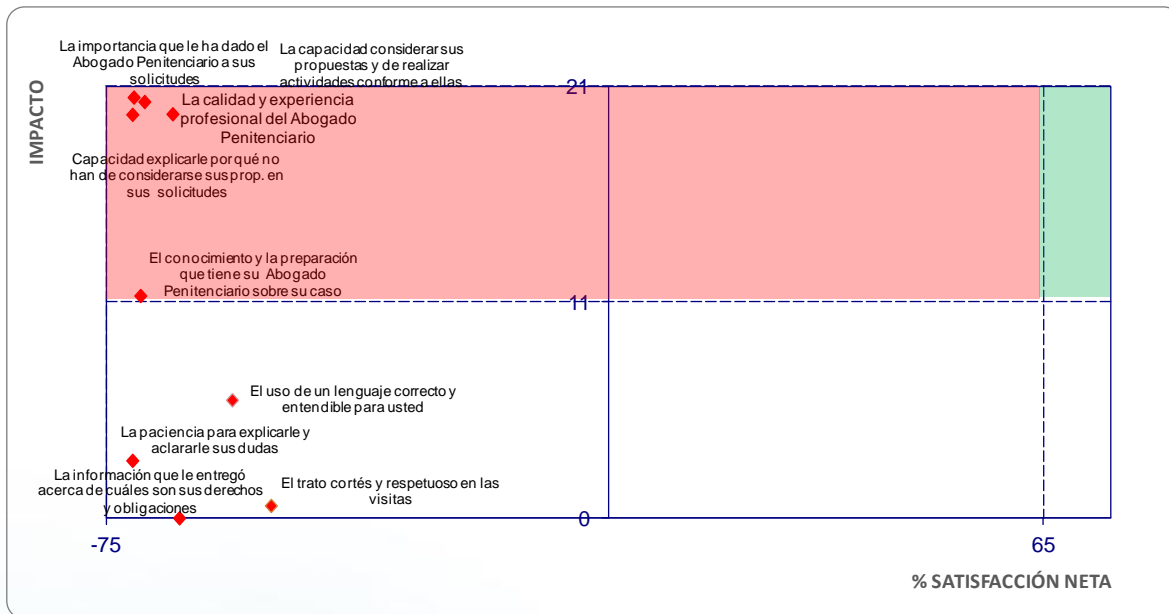 La importancia que le ha dado el
Abogado Penitenciario a sus
solicitudes
La capacidad considerar sus
propuestas y de realizar
actividades conforme a ellas
IMPACTO
21
La calidad y experiencia
profesional del Abogado
Penitenciario
Capacidad explicarle por qué no
han de considerarse sus prop. en
sus solicitudes
El conocimiento y la preparación
que tiene su Abogado
Penitenciario sobre su caso
11
El uso de un lenguaje correcto y
entendible para usted
La paciencia para explicarle y
aclararle sus dudas
La información que le entregó
acerca de cuáles son sus derechos
y obligaciones
El trato cortés y respetuoso en las
visitas
0
-75
65
% SATISFACCIÓN NETA